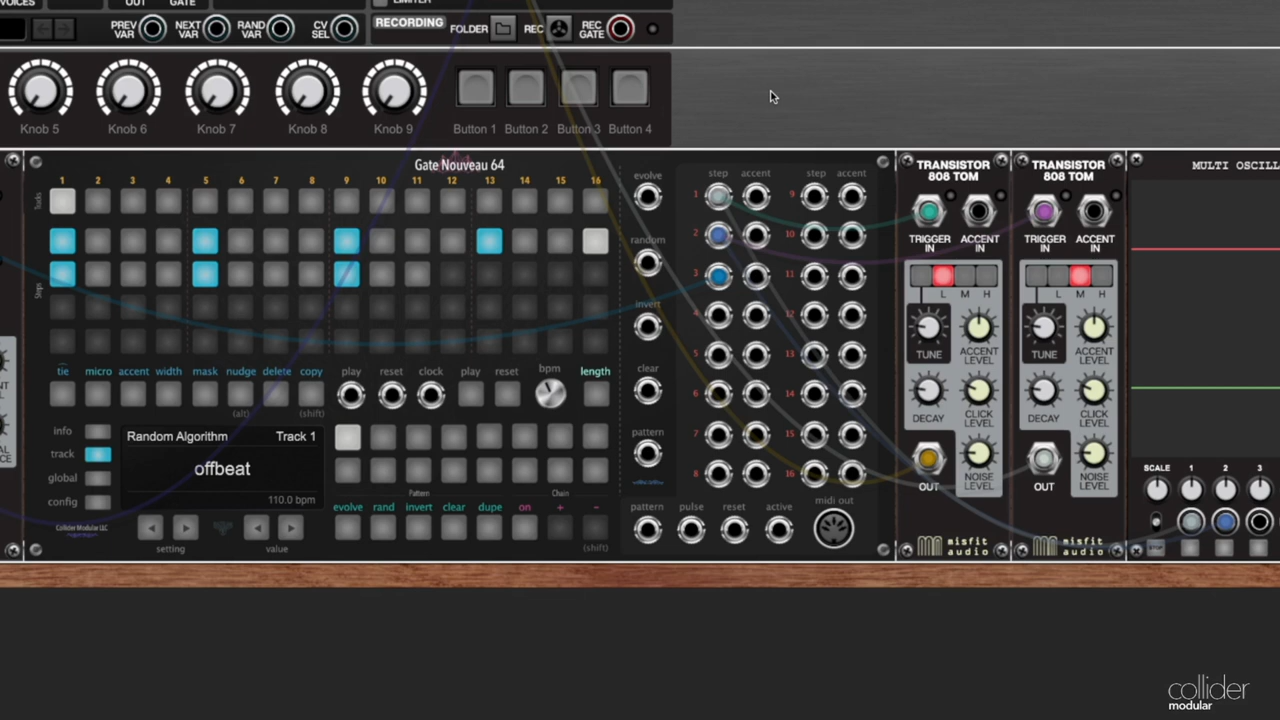 VOICES
OUT
GATE
LIMITER
PREV VAR
NEXT VAR
RAND VAR
CV SEL
RECORDING
FOLDER
REC
REC GATE
Knob 5
Knob 6
Knob 7
Knob 8
Knob 9
Button 1
Button 2
Button 3
Button 4
Gate Nouveau 64
1 2 3 4 5 6 7 8 9 10 11 12 13 14 15 16
Tracks
Steps
tie micro accent width mask nudge delete copy
(alt) (shift)
play reset clock play reset bpm length
info
track
global
config
Random Algorithm Track 1
offbeat
110.0 bpm
Collider Modular LLC
setting
value
Pattern
Chain
evolve rand invert clear dupe on + -
(shift)
evolve
random
invert
clear
pattern
step accent step accent
1 9
2 10
3 11
4 12
5 13
6 14
7 15
8 16
pattern pulse reset active
midi out
TRANSISTOR
808 TOM
TRIGGER IN
ACCENT IN
L M H
TUNE
ACCENT LEVEL
DECAY
CLICK LEVEL
OUT
NOISE LEVEL
misfit audio
TRANSISTOR
808 TOM
TRIGGER IN
ACCENT IN
L M H
TUNE
ACCENT LEVEL
DECAY
CLICK LEVEL
OUT
NOISE LEVEL
misfit audio
MULTI OSCILL
SCALE 1 2 3
STOP
collider
modular